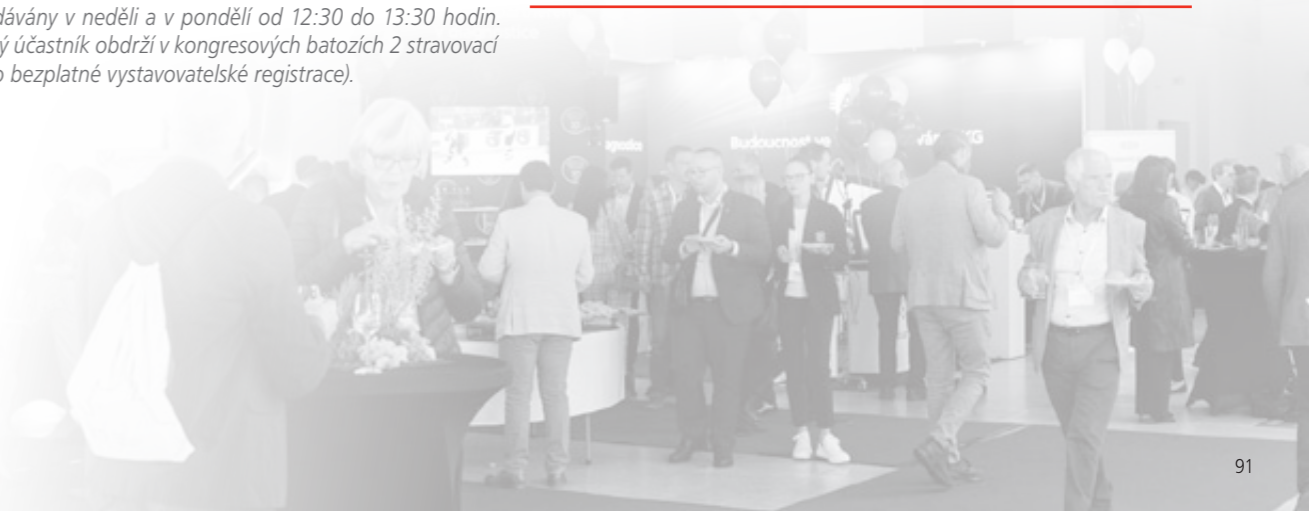 dávány v neděli a v pondělí od 12:30 do 13:30 hodin.
ý účastník obdrží v kongresových batozích 2 stravovací
o bezplatné vystavovatelské registrace).
Budoucnost ve
91